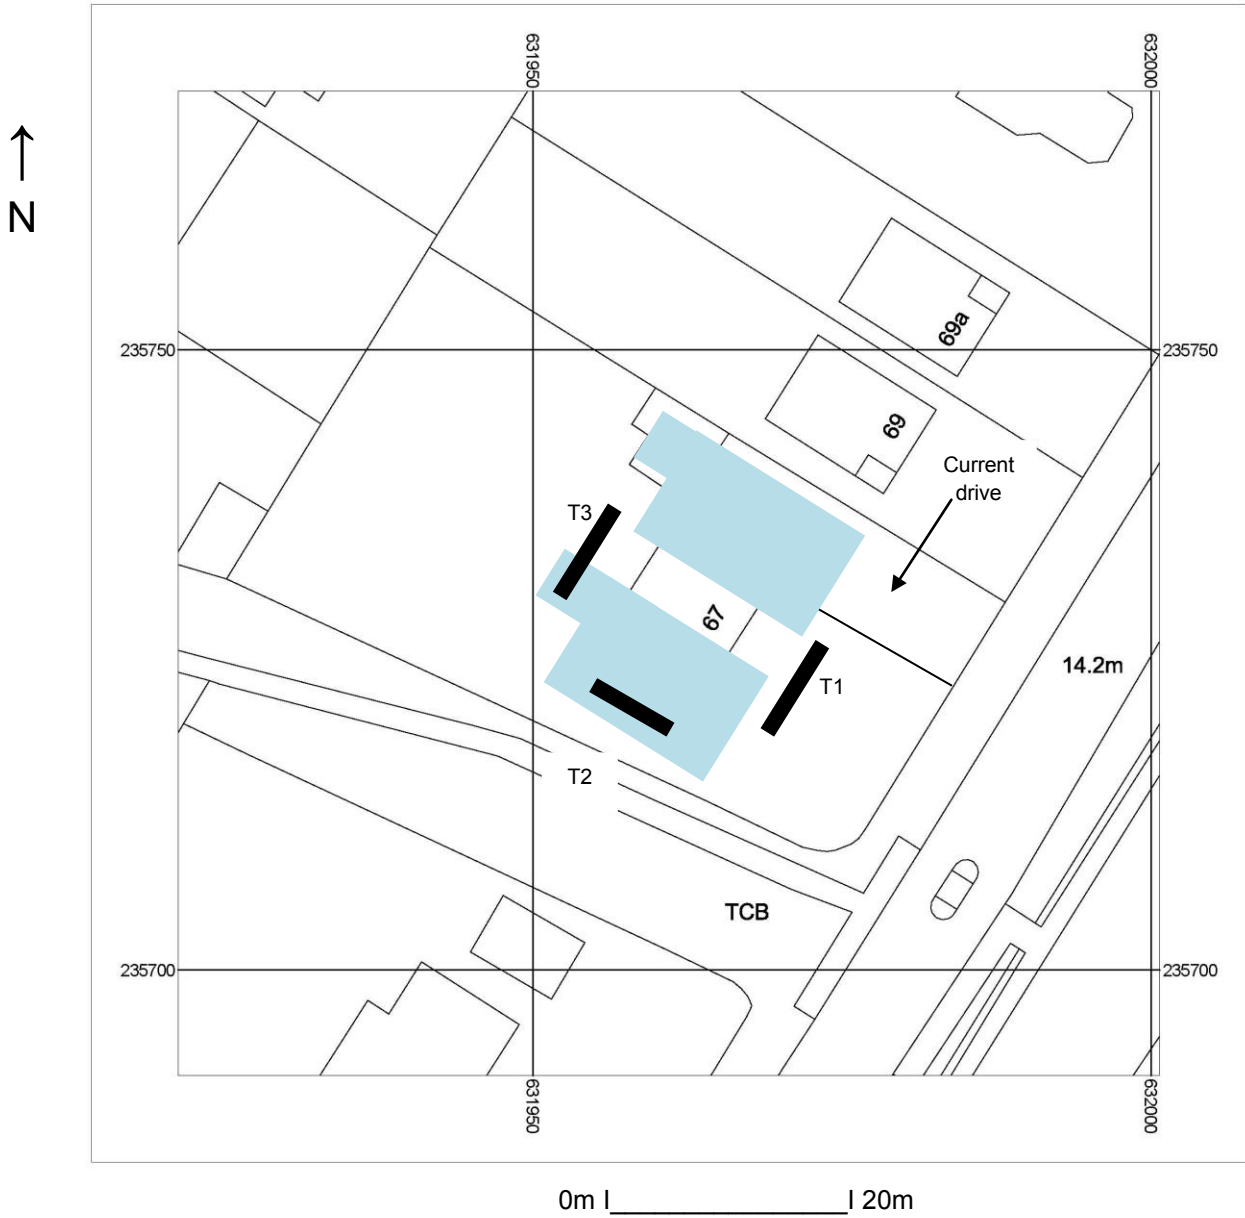 631950
632000
↑
N
69a
235750
235750
69
Current
drive
T3
67
14.2m
T1
T2
TCB
235700
235700
631950
632000
0m I________________I 20m